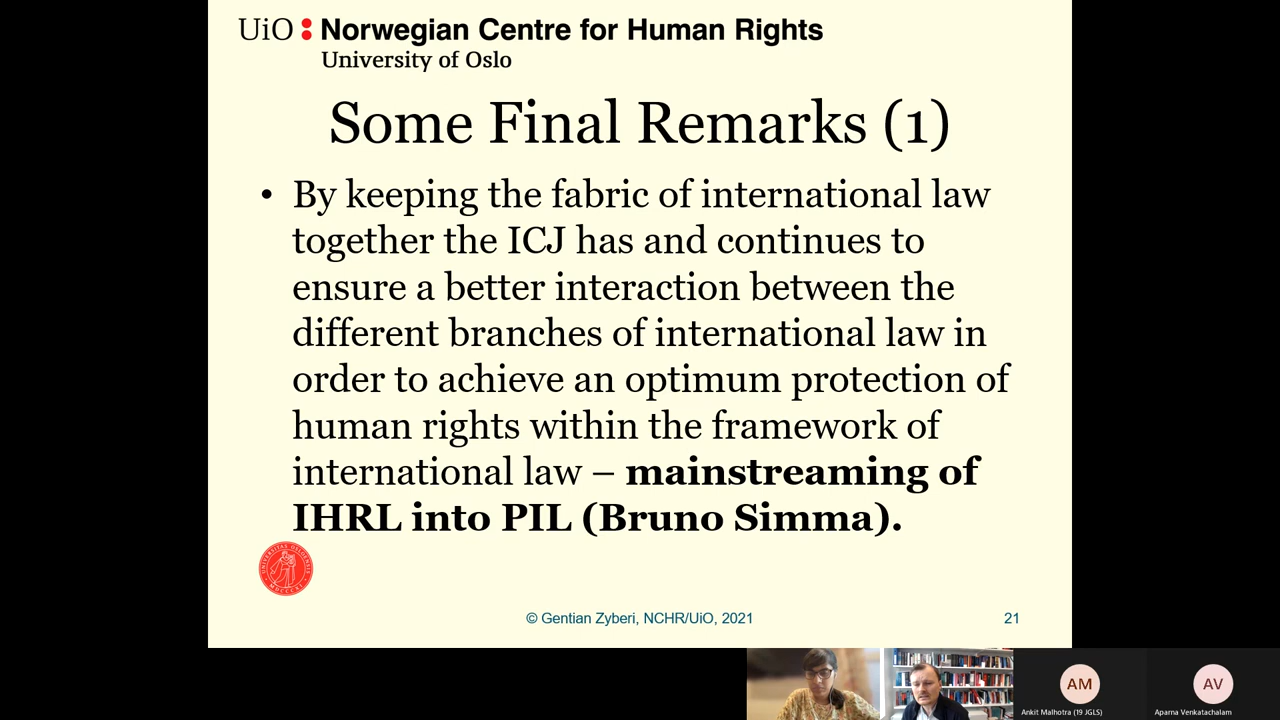 UiO : Norwegian Centre for Human Rights
University of Oslo
Some Final Remarks (1)
• By keeping the fabric of international law
together the ICJ has and continues to
ensure a better interaction between the
different branches of international law in
order to achieve an optimum protection of
human rights within the framework of
international law – mainstreaming of
IHRL into PIL (Bruno Simma).
UNIVERSITAS OSLOENSIS
MDCCCXI
© Gentian Zyberi, NCHR/UiO, 2021
21
AM
AV
Ankit Malhotra (19 JGLS)
Aparna Venkatachalam